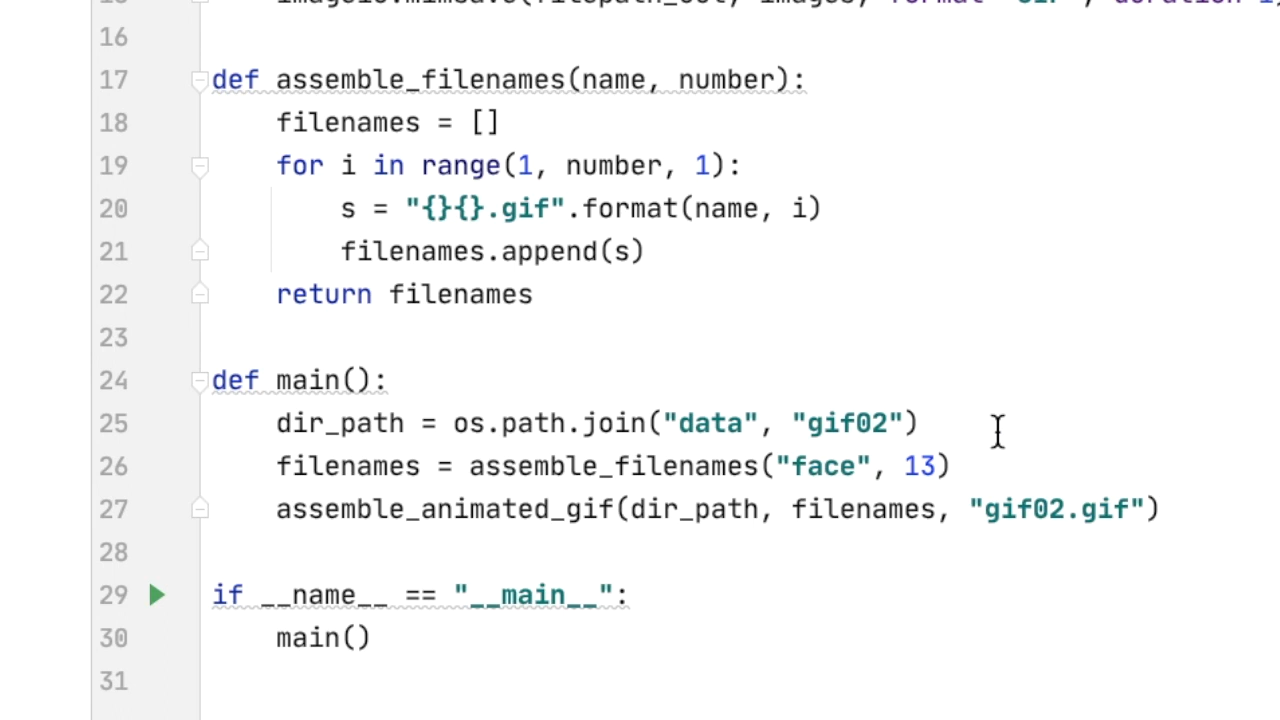 16
17 def assemble_filenames(name, number):
18     filenames = []
19     for i in range(1, number, 1):
20         s = "{}{}.gif".format(name, i)
21         filenames.append(s)
22     return filenames
23
24 def main():
25     dir_path = os.path.join("data", "gif02")
26     filenames = assemble_filenames("face", 13)
27     assemble_animated_gif(dir_path, filenames, "gif02.gif")
28
29 if __name__ == "__main__":
30     main()
31